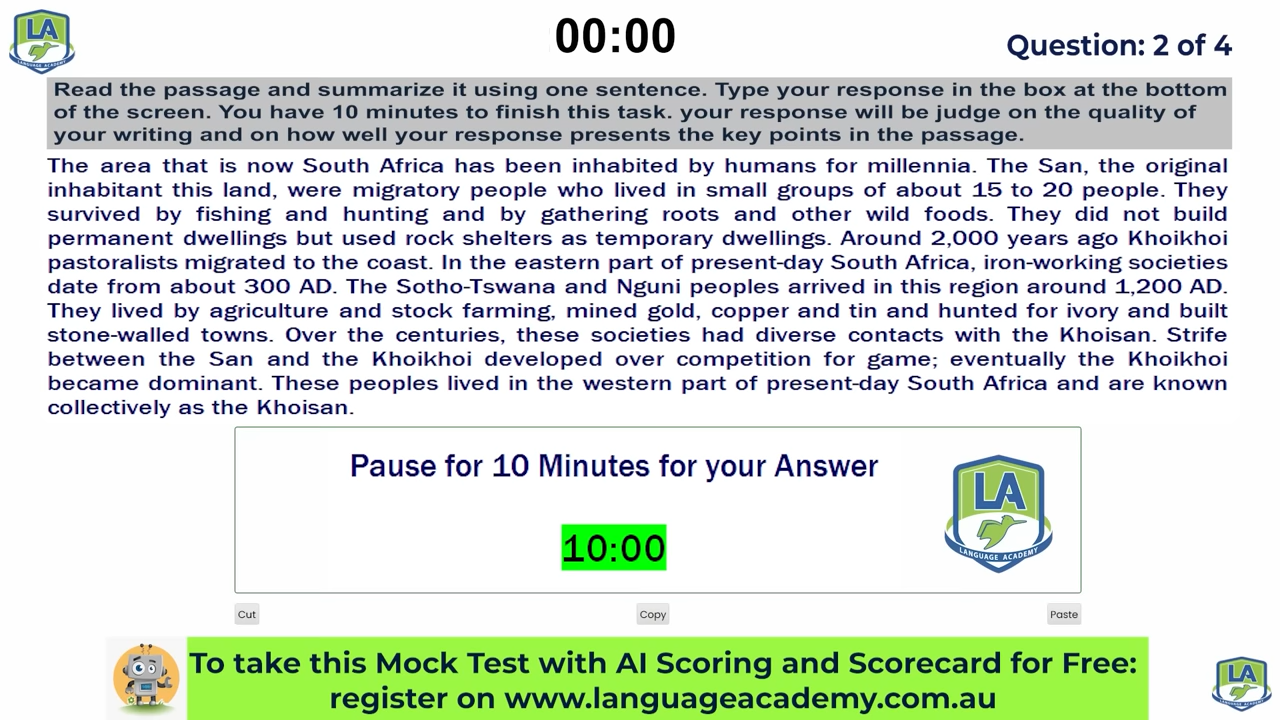 LA
LANGUAGE ACADEMY
00:00
Question: 2 of 4
Read the passage and summarize it using one sentence. Type your response in the box at the bottom
of the screen. You have 10 minutes to finish this task. your response will be judge on the quality of
your writing and on how well your response presents the key points in the passage.
The area that is now South Africa has been inhabited by humans for millennia. The San, the original
inhabitant this land, were migratory people who lived in small groups of about 15 to 20 people. They
survived by fishing and hunting and by gathering roots and other wild foods. They did not build
permanent dwellings but used rock shelters as temporary dwellings. Around 2,000 years ago Khoikhoi
pastoralists migrated to the coast. In the eastern part of present-day South Africa, iron-working societies
date from about 300 AD. The Sotho-Tswana and Nguni peoples arrived in this region around 1,200 AD.
They lived by agriculture and stock farming, mined gold, copper and tin and hunted for ivory and built
stone-walled towns. Over the centuries, these societies had diverse contacts with the Khoisan. Strife
between the San and the Khoikhoi developed over competition for game; eventually the Khoikhoi
became dominant. These peoples lived in the western part of present-day South Africa and are known
collectively as the Khoisan.
Pause for 10 Minutes for your Answer
10:00
LA
LANGUAGE ACADEMY
Cut
Copy
Paste
To take this Mock Test with AI Scoring and Scorecard for Free:
register on www.languageacademy.com.au
LA
LANGUAGE ACADEMY